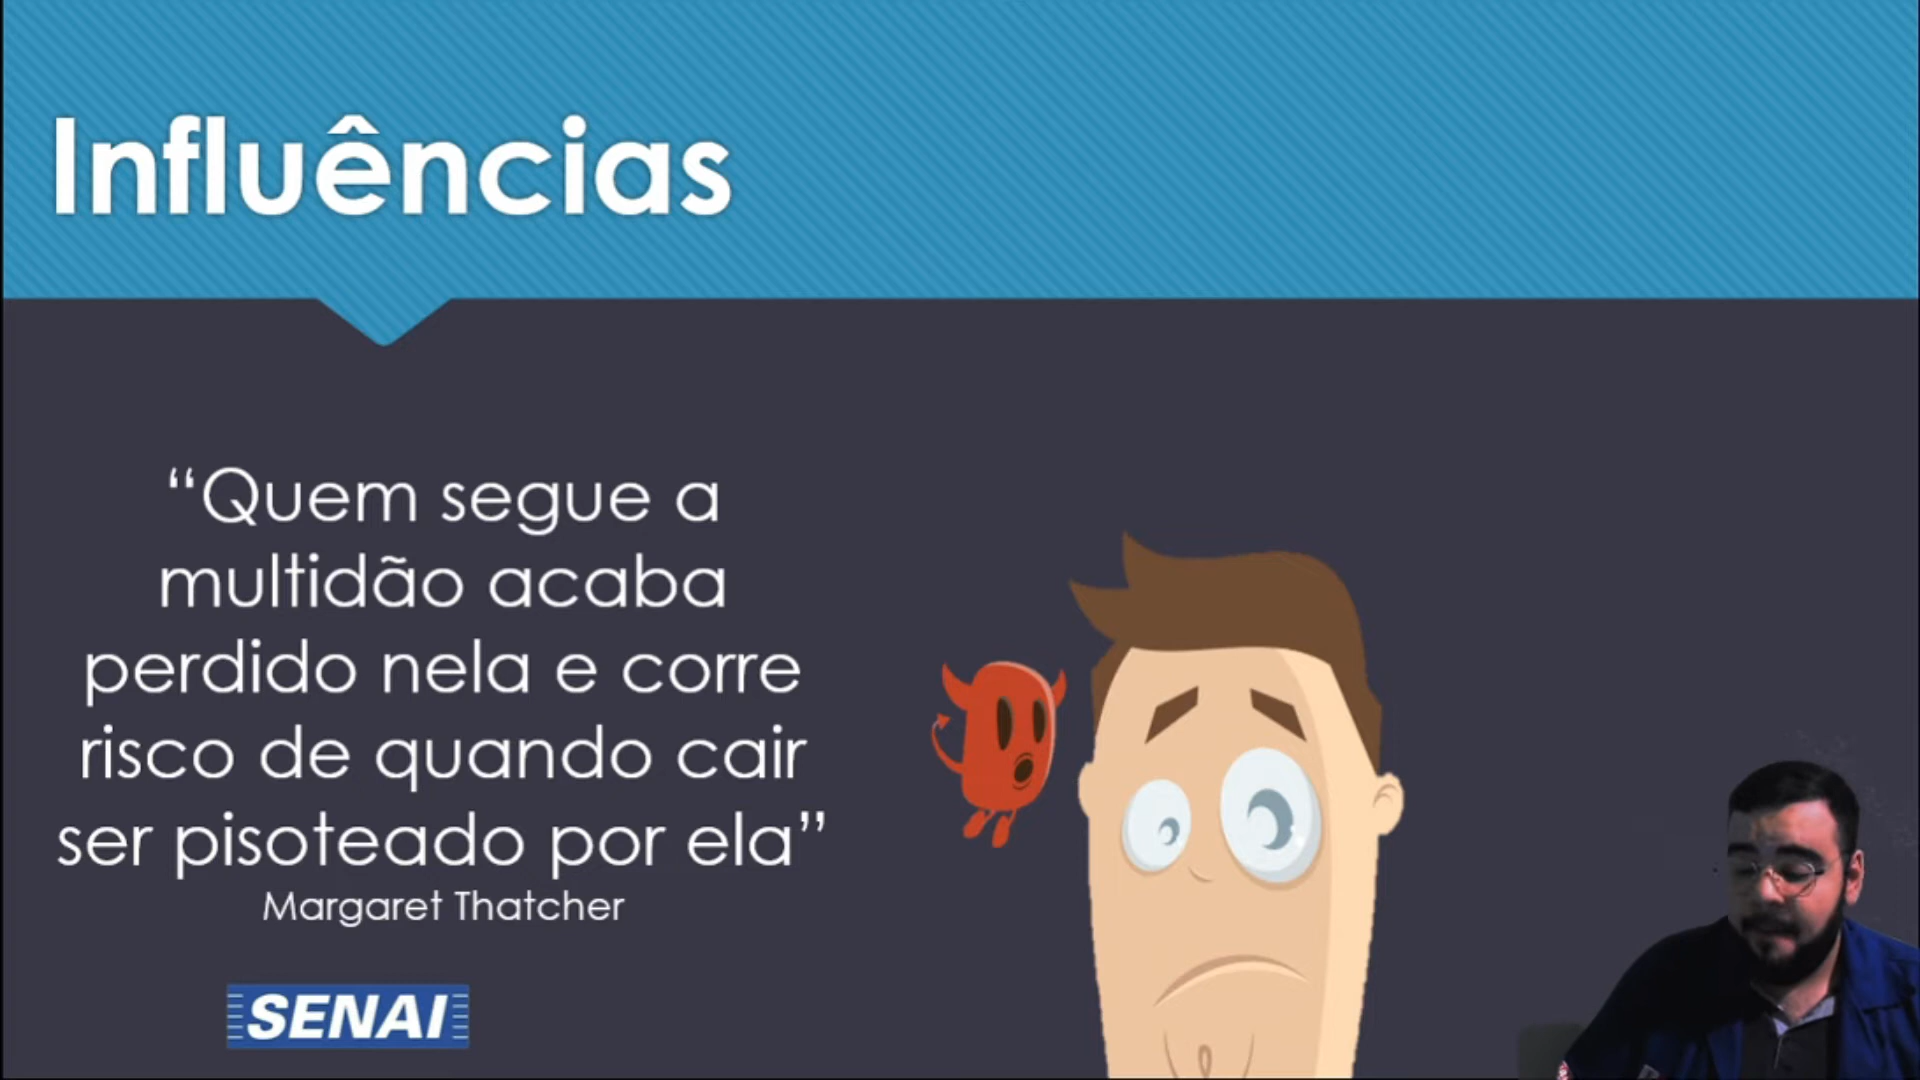 Influências
“Quem segue a
multidão acaba
perdido nela e corre
risco de quando cair
ser pisoteado por ela”
Margaret Thatcher
SENAI